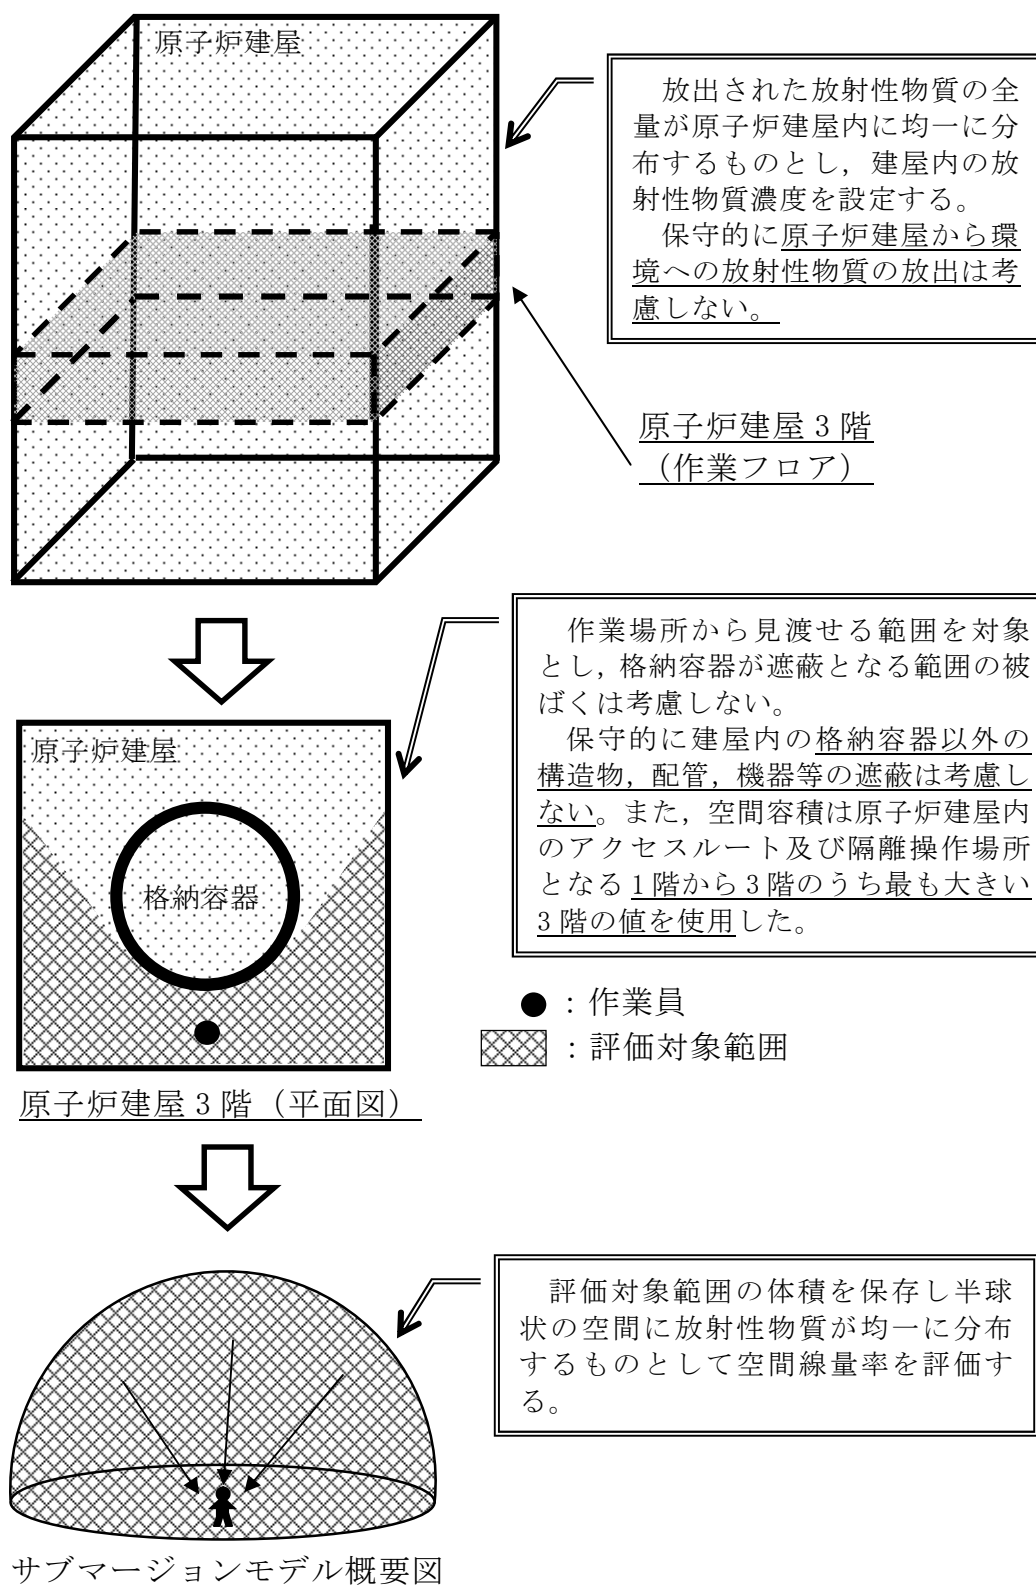 原子炉建屋
放出された放射性物質の全
量が原子炉建屋内に均一に分
布するものとし，建屋内の放
射性物質濃度を設定する。
保守的に原子炉建屋から環
境への放射性物質の放出は考
慮しない。
原子炉建屋 3 階
（作業フロア）
作業場所から見渡せる範囲を対象
とし，格納容器が遮蔽となる範囲の被
ばくは考慮しない。
保守的に建屋内の格納容器以外の
構造物，配管，機器等の遮蔽は考慮し
ない。また，空間容積は原子炉建屋内
のアクセスルート及び隔離操作場所
となる 1 階から 3 階のうち最も大きい
3 階の値を使用した。
原子炉建屋
格納容器
：作業員
：評価対象範囲
原子炉建屋 3 階（平面図）
評価対象範囲の体積を保存し半球
状の空間に放射性物質が均一に分布
するものとして空間線量率を評価す
る。
サブマージョンモデル概要図